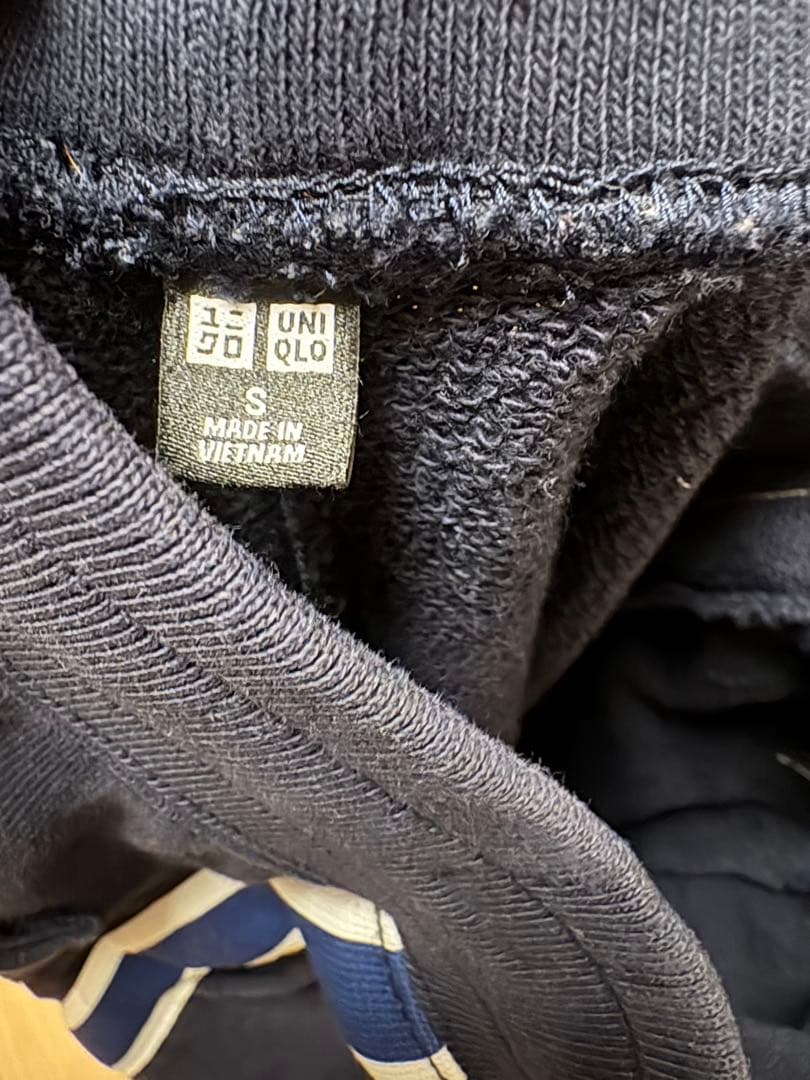 ユニ UNI
クロ QLO
S
MADE IN
VIETNAM